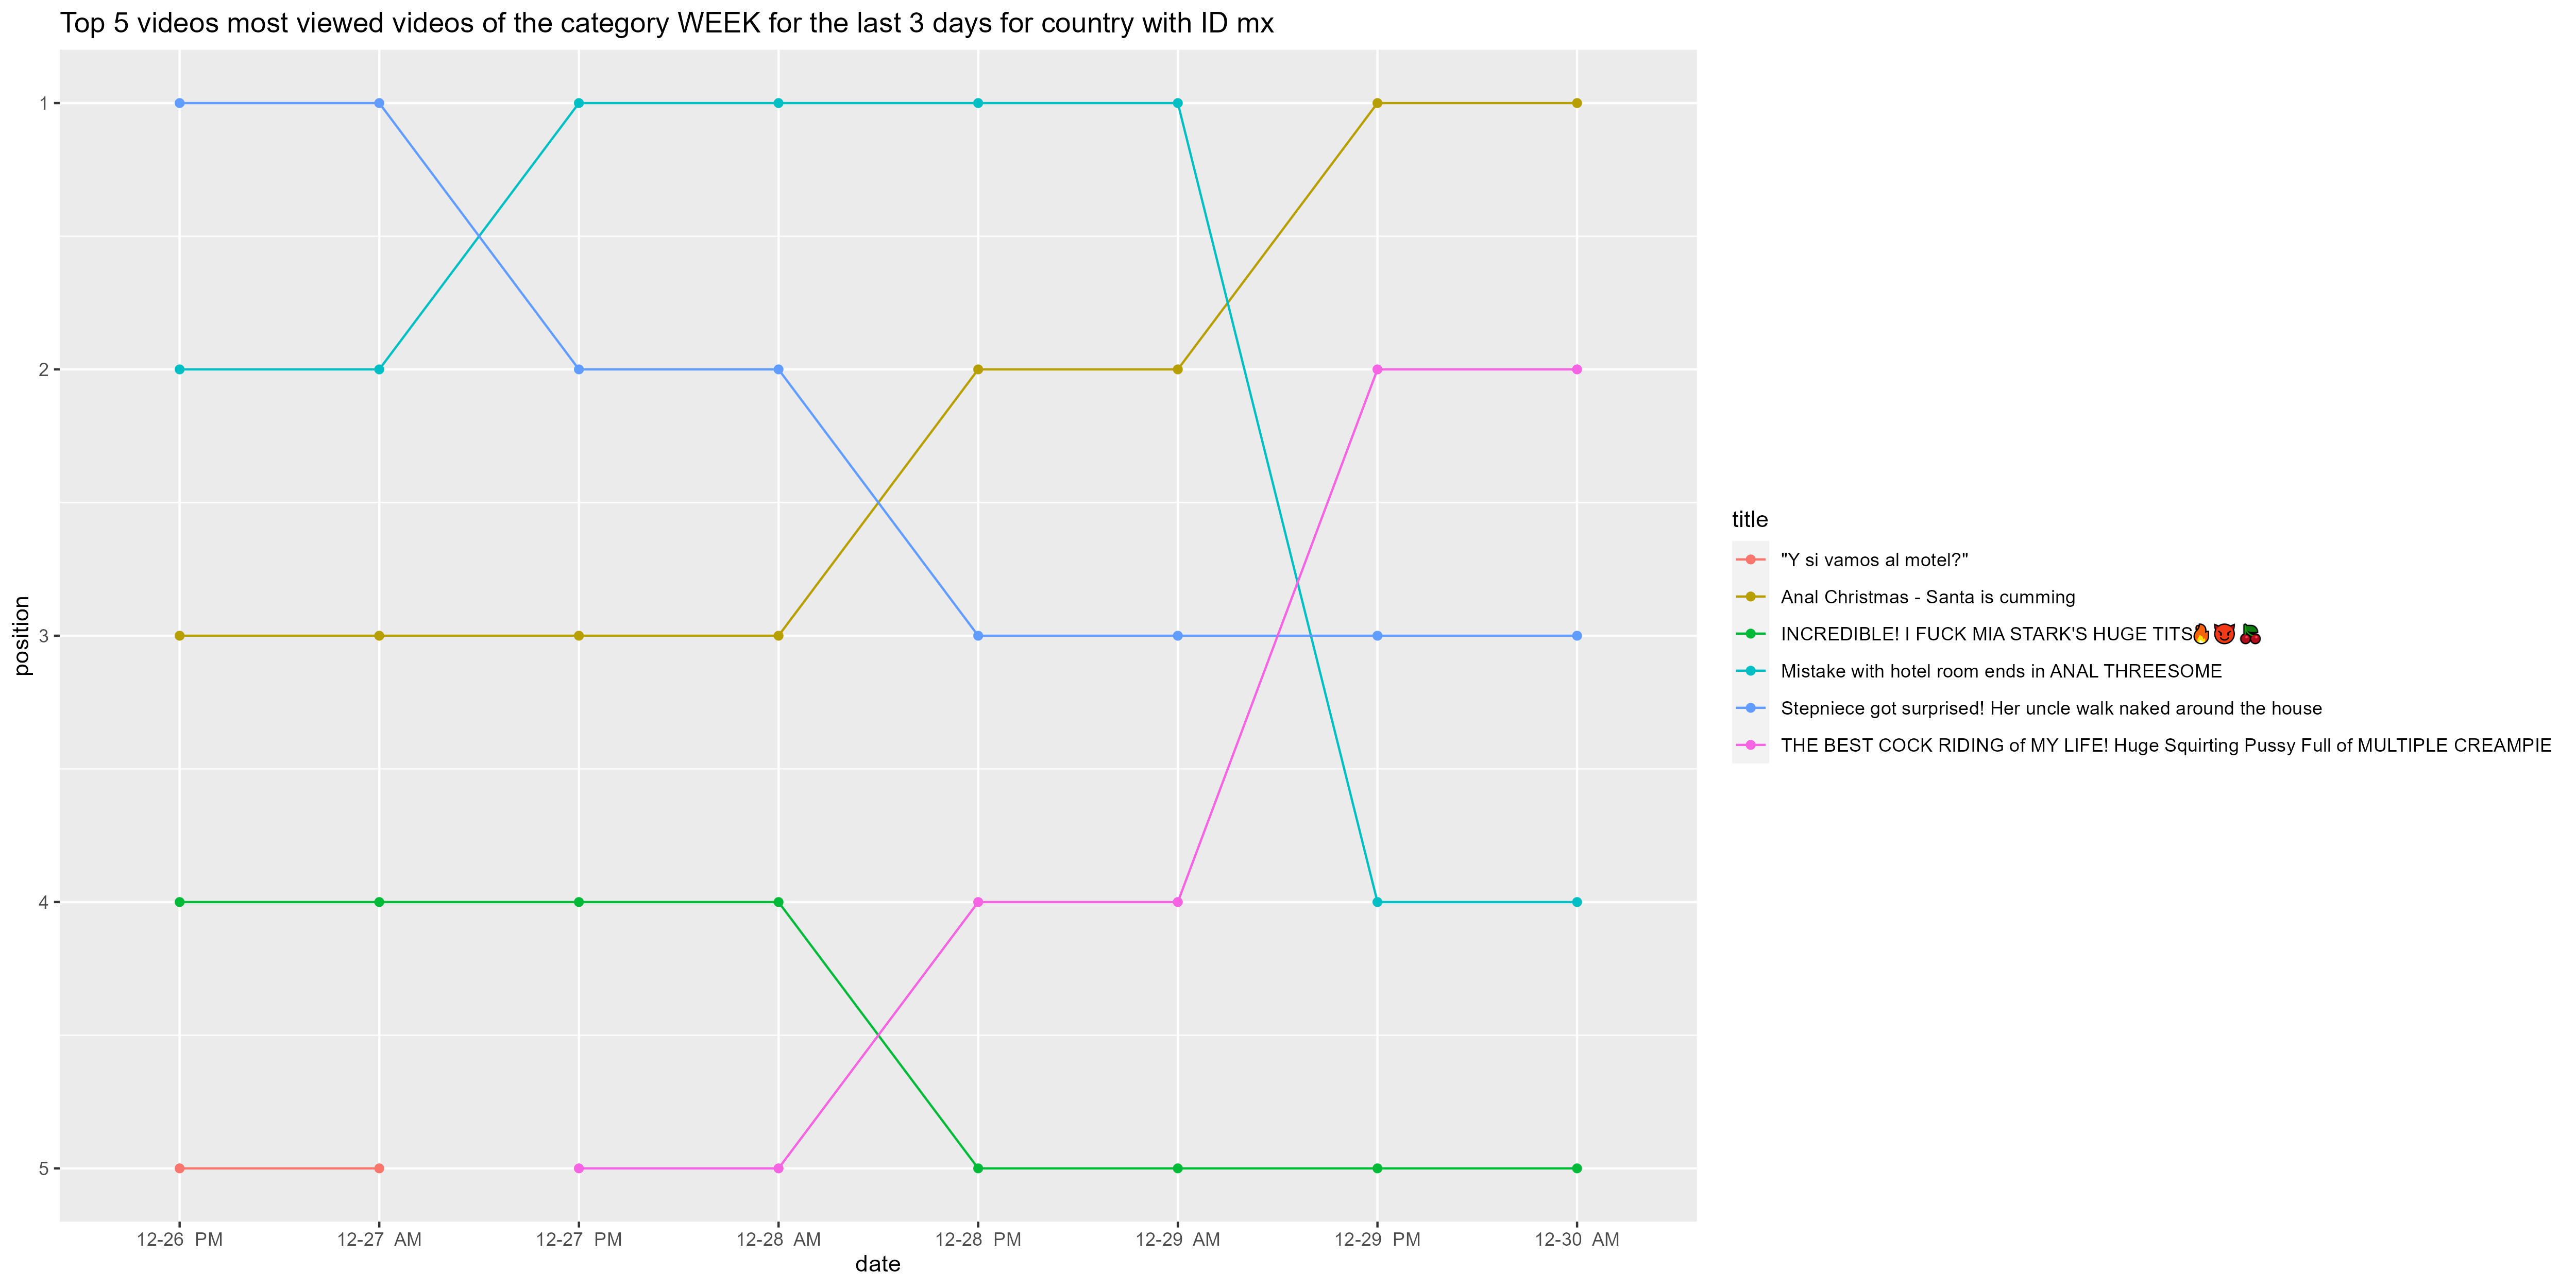 Top 5 videos most viewed videos of the category WEEK for the last 3 days for country with ID mx
1
2
3
4
5
position
12-26 PM
12-27 AM
12-27 PM
12-28 AM
12-28 PM
12-29 AM
12-29 PM
12-30 AM
date
title
"Y si vamos al motel?"
Anal Christmas - Santa is cumming
INCREDIBLE! I FUCK MIA STARK'S HUGE TITS🔥😈🍒
Mistake with hotel room ends in ANAL THREESOME
Stepniece got surprised! Her uncle walk naked around the house
THE BEST COCK RIDING of MY LIFE! Huge Squirting Pussy Full of MULTIPLE CREAMPIE